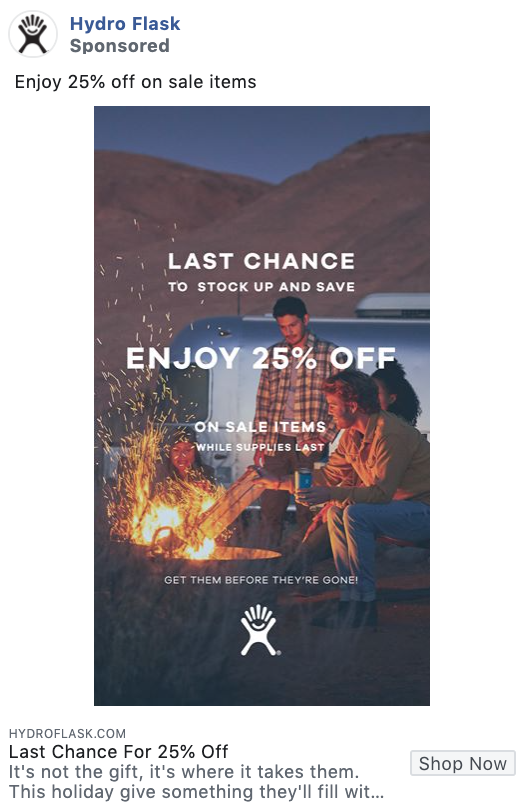 Hydro Flask
Sponsored
Enjoy 25% off on sale items
LAST CHANCE
TO STOCK UP AND SAVE
ENJOY 25% OFF
ON SALE ITEMS
WHILE SUPPLIES LAST
GET THEM BEFORE THEY'RE GONE!
®
HYDROFLASK.COM
Last Chance For 25% Off
It's not the gift, it's where it takes them.
This holiday give something they'll fill wit...
Shop Now